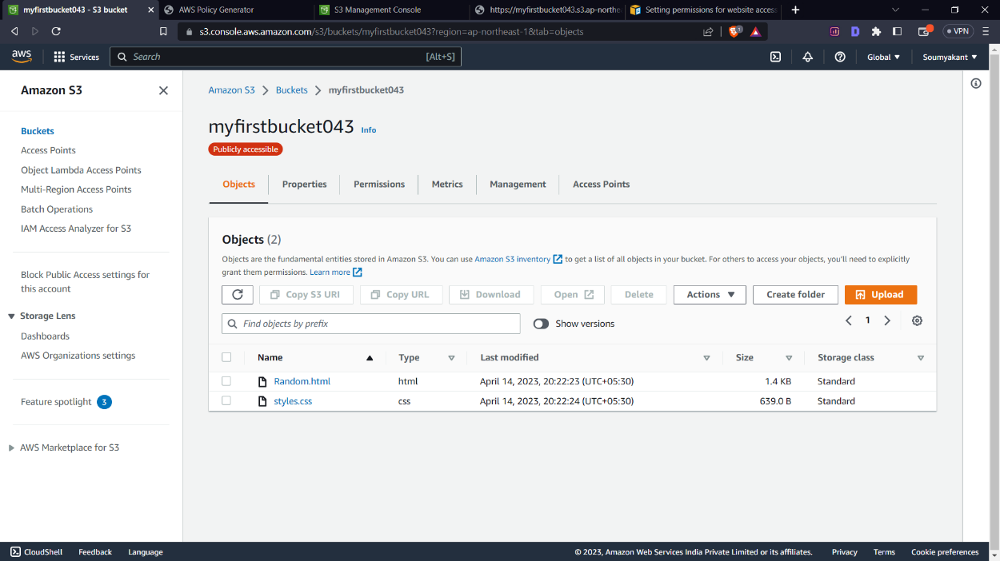 myfirstbucket043 - S3 bucket
AWS Policy Generator
S3 Management Console
https://myfirstbucket043.s3.ap-northe
Setting permissions for website access
s3.console.aws.amazon.com/s3/buckets/myfirstbucket043?region=ap-northeast-1&tab=objects
1
VPN
aws
Services
Search
[Alt+S]
Global
Soumyakant
Amazon S3
Buckets
Access Points
Object Lambda Access Points
Multi-Region Access Points
Batch Operations
IAM Access Analyzer for S3
Block Public Access settings for
this account
Storage Lens
Dashboards
AWS Organizations settings
Feature spotlight 3
AWS Marketplace for S3
Amazon S3 > Buckets > myfirstbucket043
myfirstbucket043 Info
Publicly accessible
Objects
Properties
Permissions
Metrics
Management
Access Points
Objects (2)
Objects are the fundamental entities stored in Amazon S3. You can use Amazon S3 inventory to get a list of all objects in your bucket. For others to access your objects, you'll need to explicitly
grant them permissions. Learn more
Copy S3 URI
Copy URL
Download
Open
Delete
Actions
Create folder
Upload
Find objects by prefix
Show versions
1
Name Type Last modified Size Storage class
Random.html html April 14, 2023, 20:22:23 (UTC+05:30) 1.4 KB Standard
styles.css css April 14, 2023, 20:22:24 (UTC+05:30) 639.0 B Standard
CloudShell
Feedback
Language
© 2023, Amazon Web Services India Private Limited or its affiliates.
Privacy
Terms
Cookie preferences